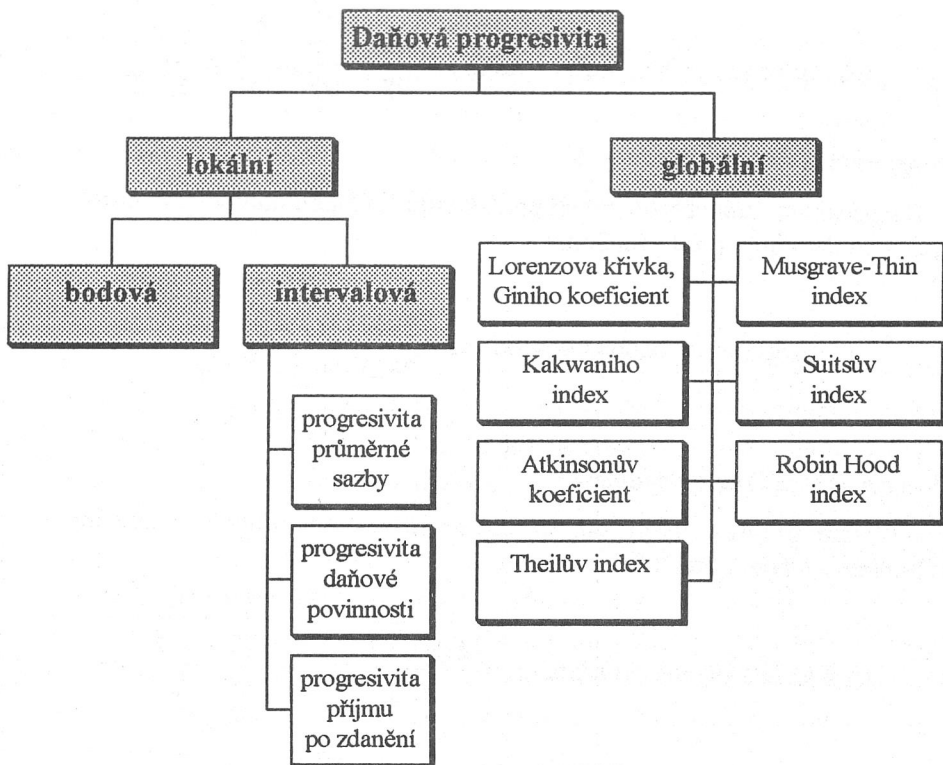 Daňová progresivita
lokální
globální
bodová
intervalová
progresivita
průměrné
sazby
progresivita
daňové
povinnosti
progresivita
příjmu
po zdanění
Lorenzova křivka,
Giniho koeficient
Musgrave-Thin
index
Kakwaniho
index
Suitsův
index
Atkinsonův
koeficient
Robin Hood
index
Theilův index